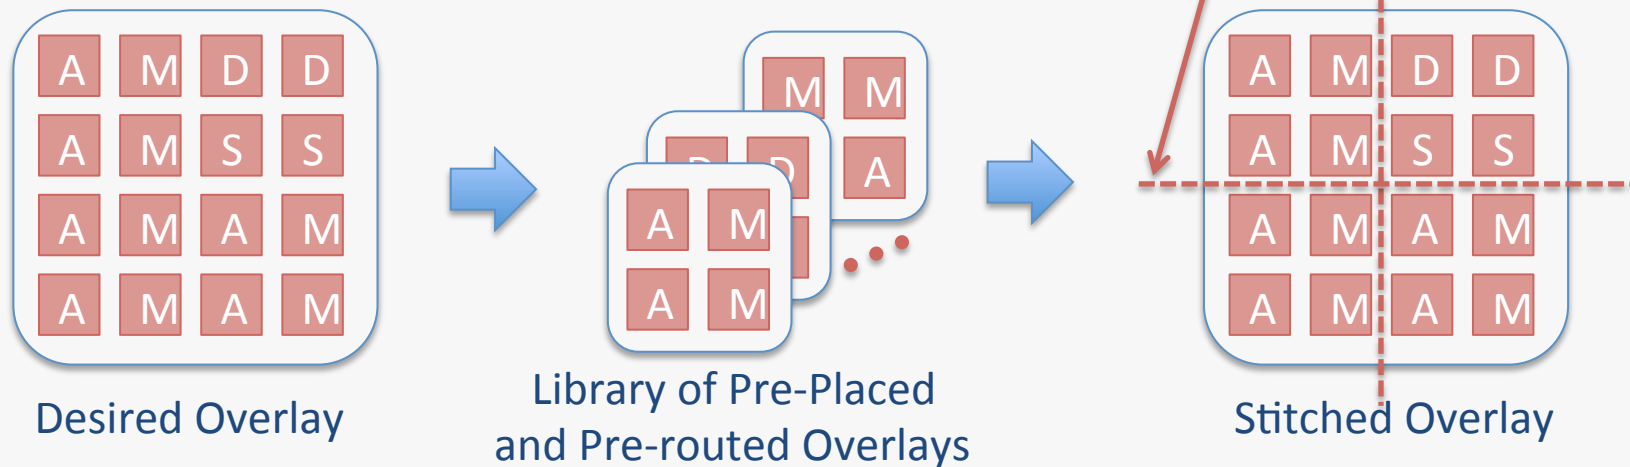 A M D D
A M S S
A M A M
A M A M
Desired Overlay
M M
A
D D
A M
A M
Library of Pre-Placed
and Pre-routed Overlays
A M D D
A M S S
A M A M
A M A M
Stitched Overlay